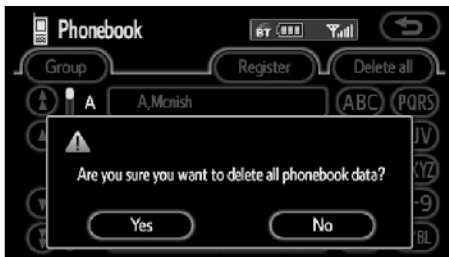 Phonebook
BT
Group
Register
Delete all
A
A,Mcnish
ABC
PQRS
Are you sure you want to delete all phonebook data?
Yes
No